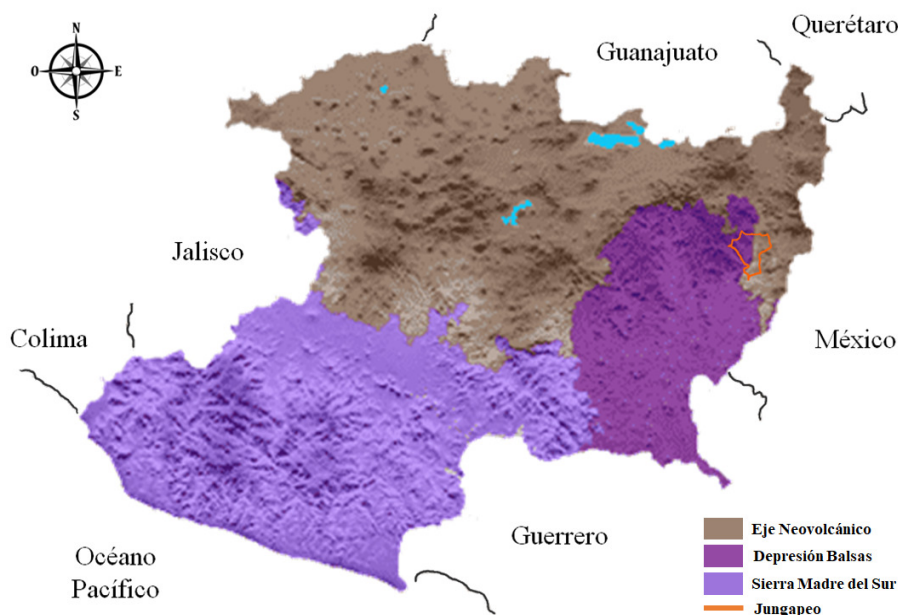 N
O
E
S
Querétaro
Guanajuato
Jalisco
Colima
México
Guerrero
Océano
Pacífico
Eje Neovolcánico
Depresión Balsas
Sierra Madre del Sur
Jungapeo